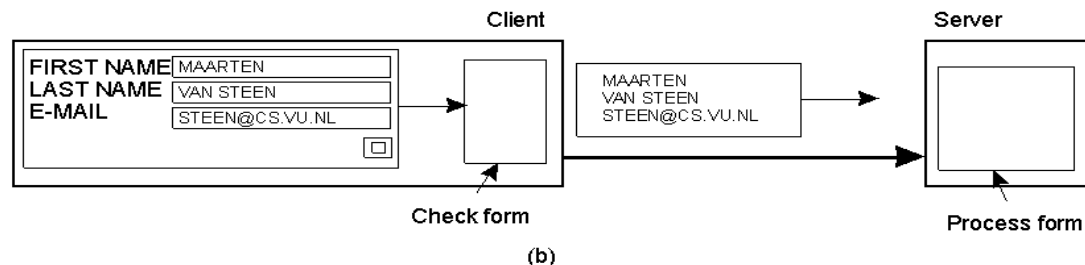 Client
Server
FIRST NAME MAARTEN
LAST NAME VAN STEEN
E-MAIL STEEN@CS.VU.NL
MAARTEN
VAN STEEN
STEEN@CS.VU.NL
Check form
Process form
(b)